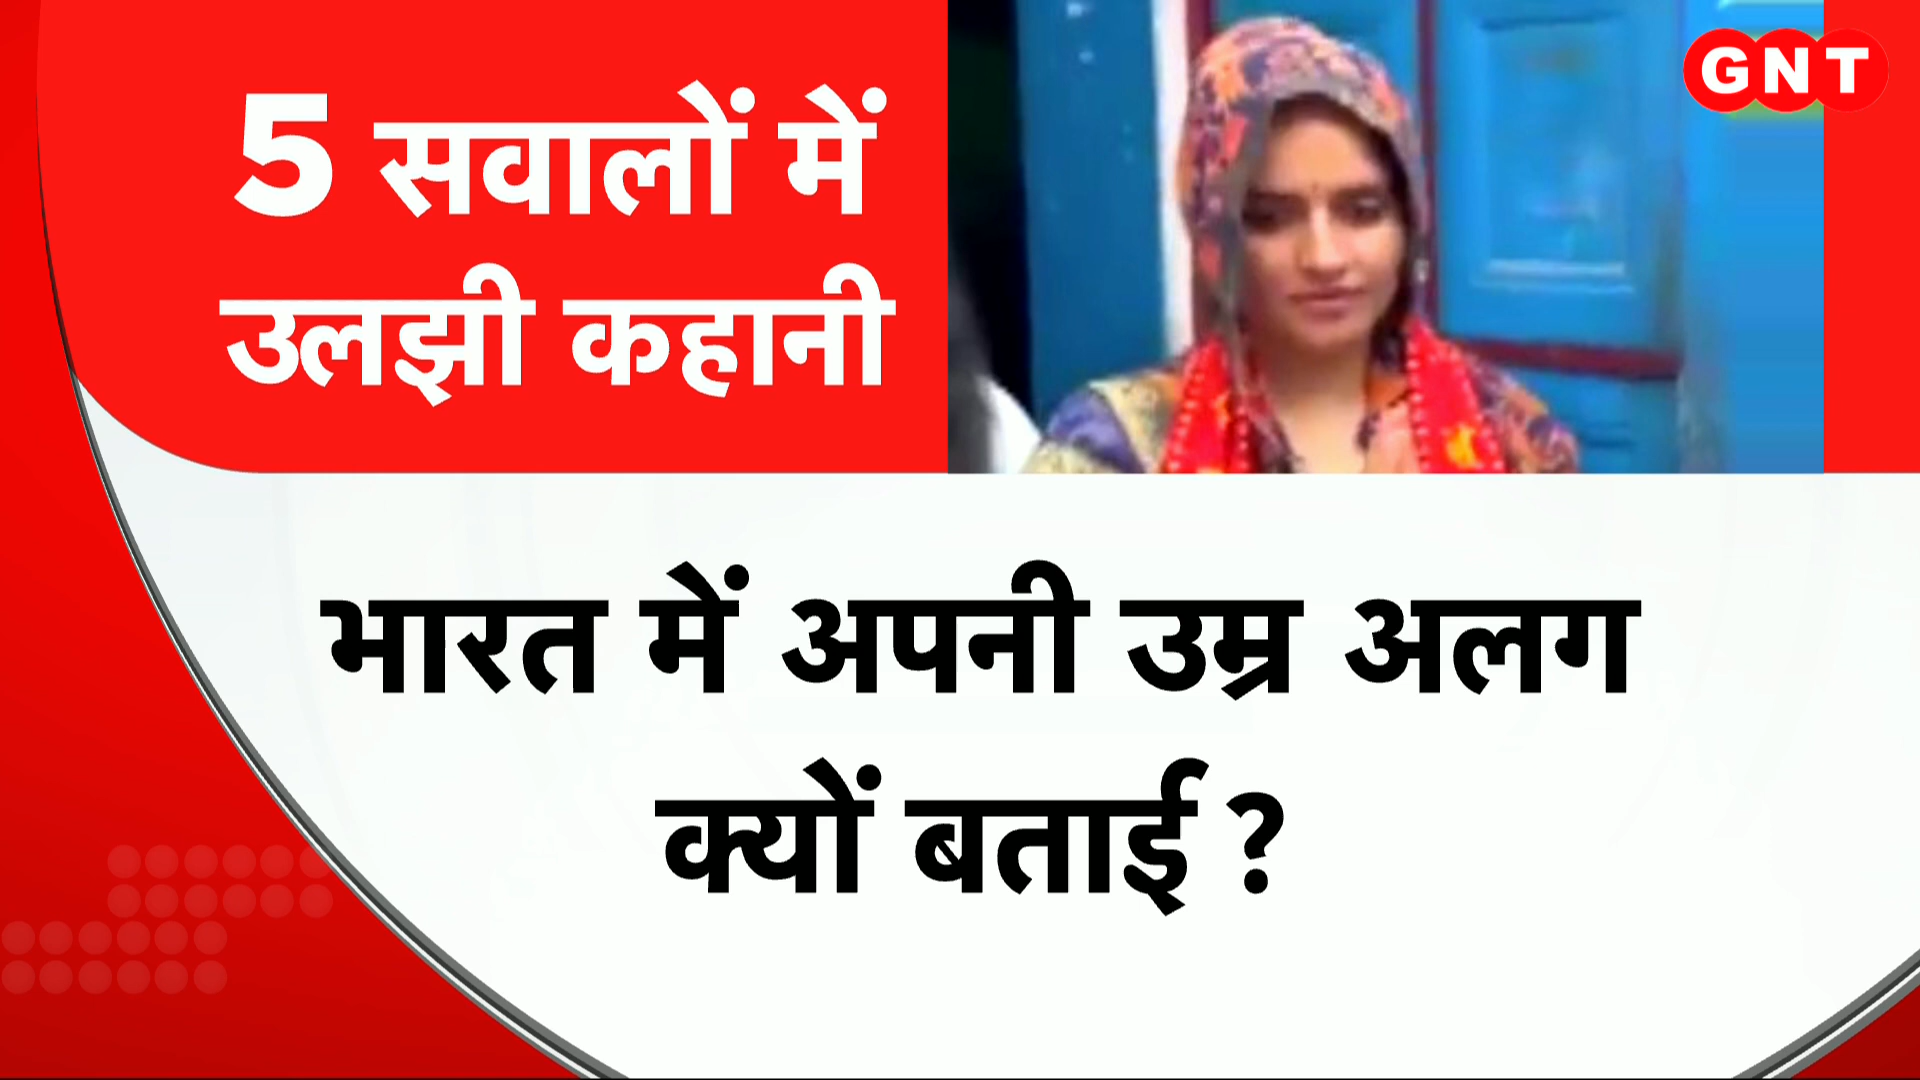 5 सवालों में
उलझी कहानी
GNT
भारत में अपनी उम्र अलग
क्यों बताई ?